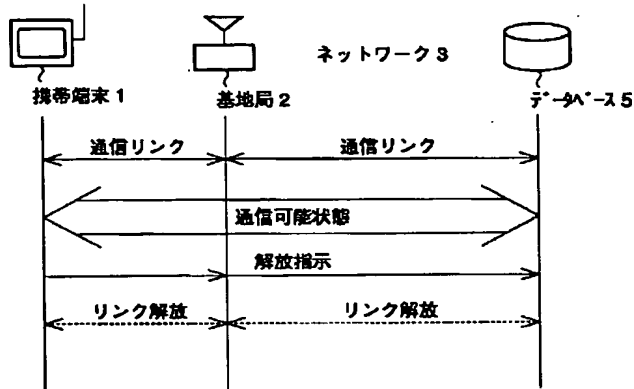 ネットワーク3
携帯端末1
基地局2
データベース5
通信リンク
通信リンク
通信可能状態
解放指示
リンク解放
リンク解放